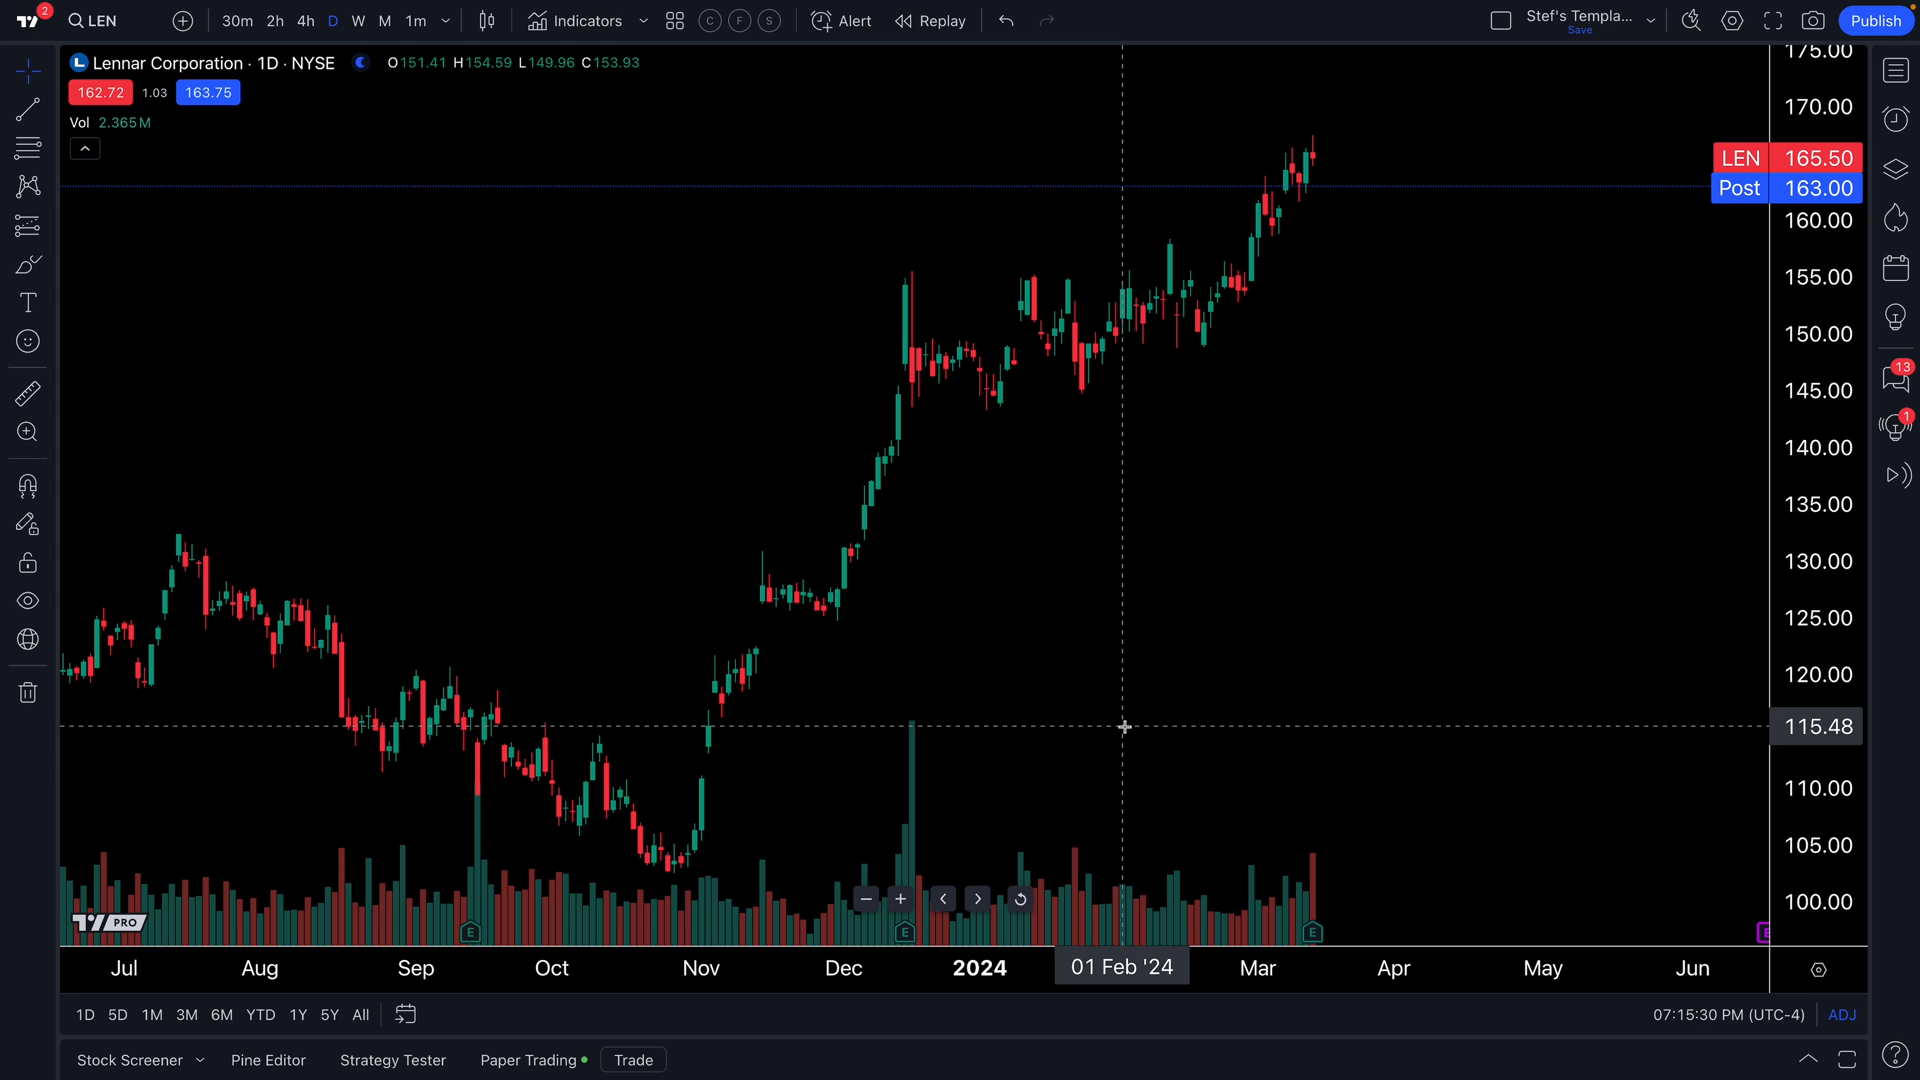 2
LEN
30m 2h 4h D W M 1m
Indicators
C F S
Alert
Replay
Stef's Templa...
Save
Publish
L Lennar Corporation · 1D · NYSE
O151.41 H154.59 L149.96 C153.93
162.72 1.03 163.75
Vol 2.365M
175.00
170.00
LEN 165.50
Post 163.00
160.00
155.00
150.00
145.00
140.00
135.00
130.00
125.00
120.00
115.48
110.00
105.00
100.00
13
1
PRO
E E E E
Jul Aug Sep Oct Nov Dec 2024 01 Feb '24 Mar Apr May Jun
1D 5D 1M 3M 6M YTD 1Y 5Y All
07:15:30 PM (UTC-4) ADJ
Stock Screener Pine Editor Strategy Tester Paper Trading Trade